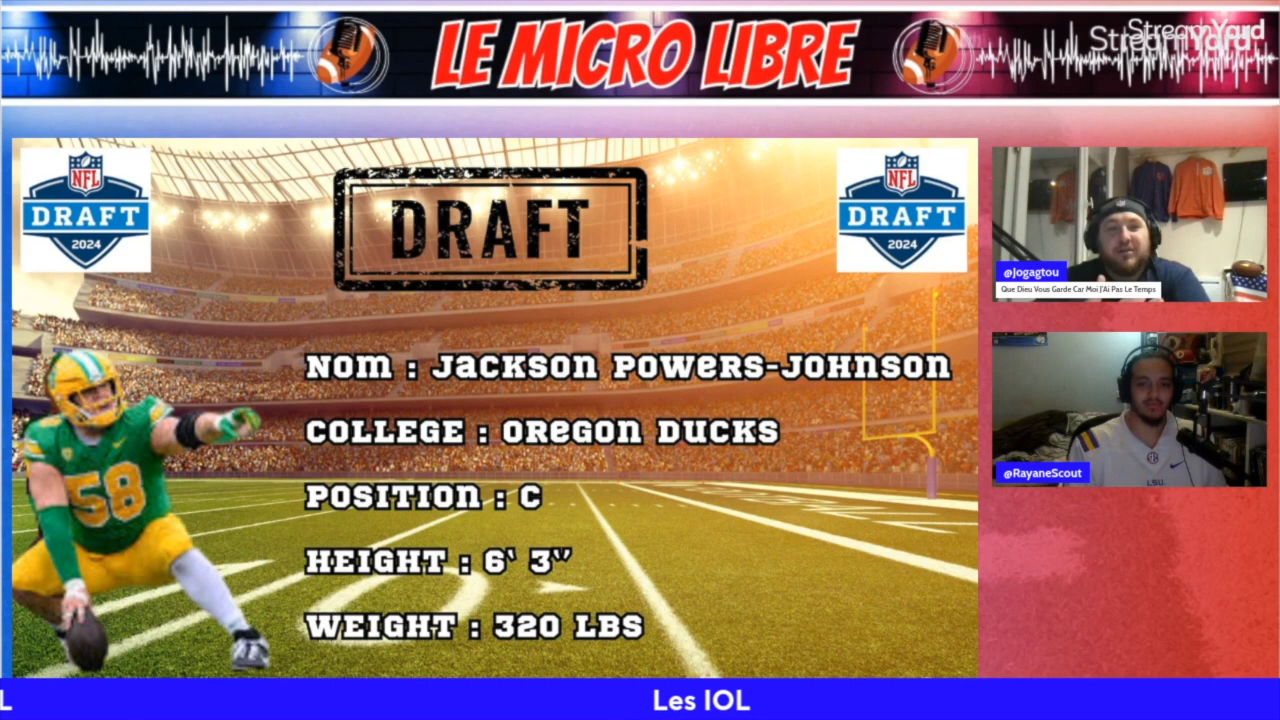 LE MICRO LIBRE
StreamYard
StreamYard
NFL
DRAFT
2024
DRAFT
NFL
DRAFT
2024
NOM : JACKSON POWERS-JOHNSON
COLLEGE : OREGON DUCKS
POSITION : C
HEIGHT : 6' 3"
WEIGHT : 320 LBS
58
@Jogagtou
Que Dieu Vous Garde Car Moi J'Ai Pas Le Temps
@RayaneScout
LSU
L
Les IOL